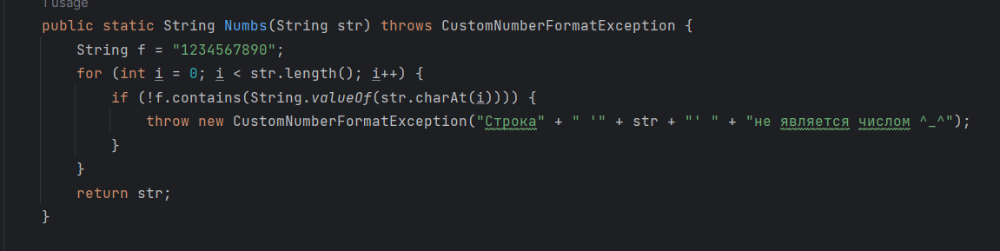 1 usage
public static String Numbs(String str) throws CustomNumberFormatException {
String f = "1234567890";
for (int i = 0; i < str.length(); i++) {
if (!f.contains(String.valueOf(str.charAt(i)))) {
throw new CustomNumberFormatException("Строка" + " '" + str + "' " + "не является числом ^_^");
}
}
return str;
}